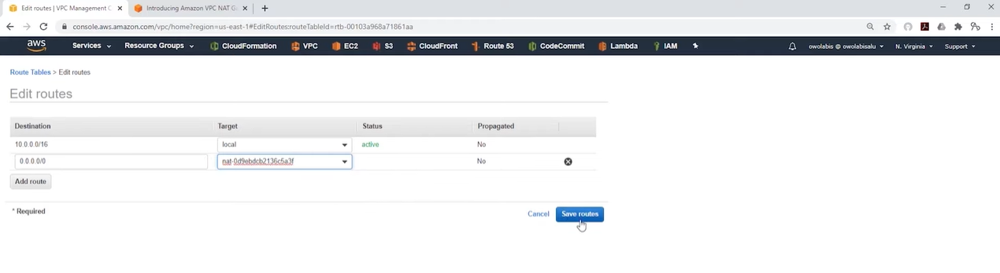 Edit routes | VPC Management C
Introducing Amazon VPC NAT Ga
console.aws.amazon.com/vpc/home?region=us-east-1#EditRoutes:routeTableId=rtb-00103a968a71861aa
aws Services Resource Groups CloudFormation VPC EC2 S3 CloudFront Route 53 CodeCommit Lambda IAM owolabis @ owolabisalu N. Virginia Support
Route Tables > Edit routes
Edit routes
Destination Target Status Propagated
10.0.0.0/16 local active No
0.0.0.0/0 nat-0d9ebdcb2136c5a3f No
Add route
* Required
Cancel Save routes